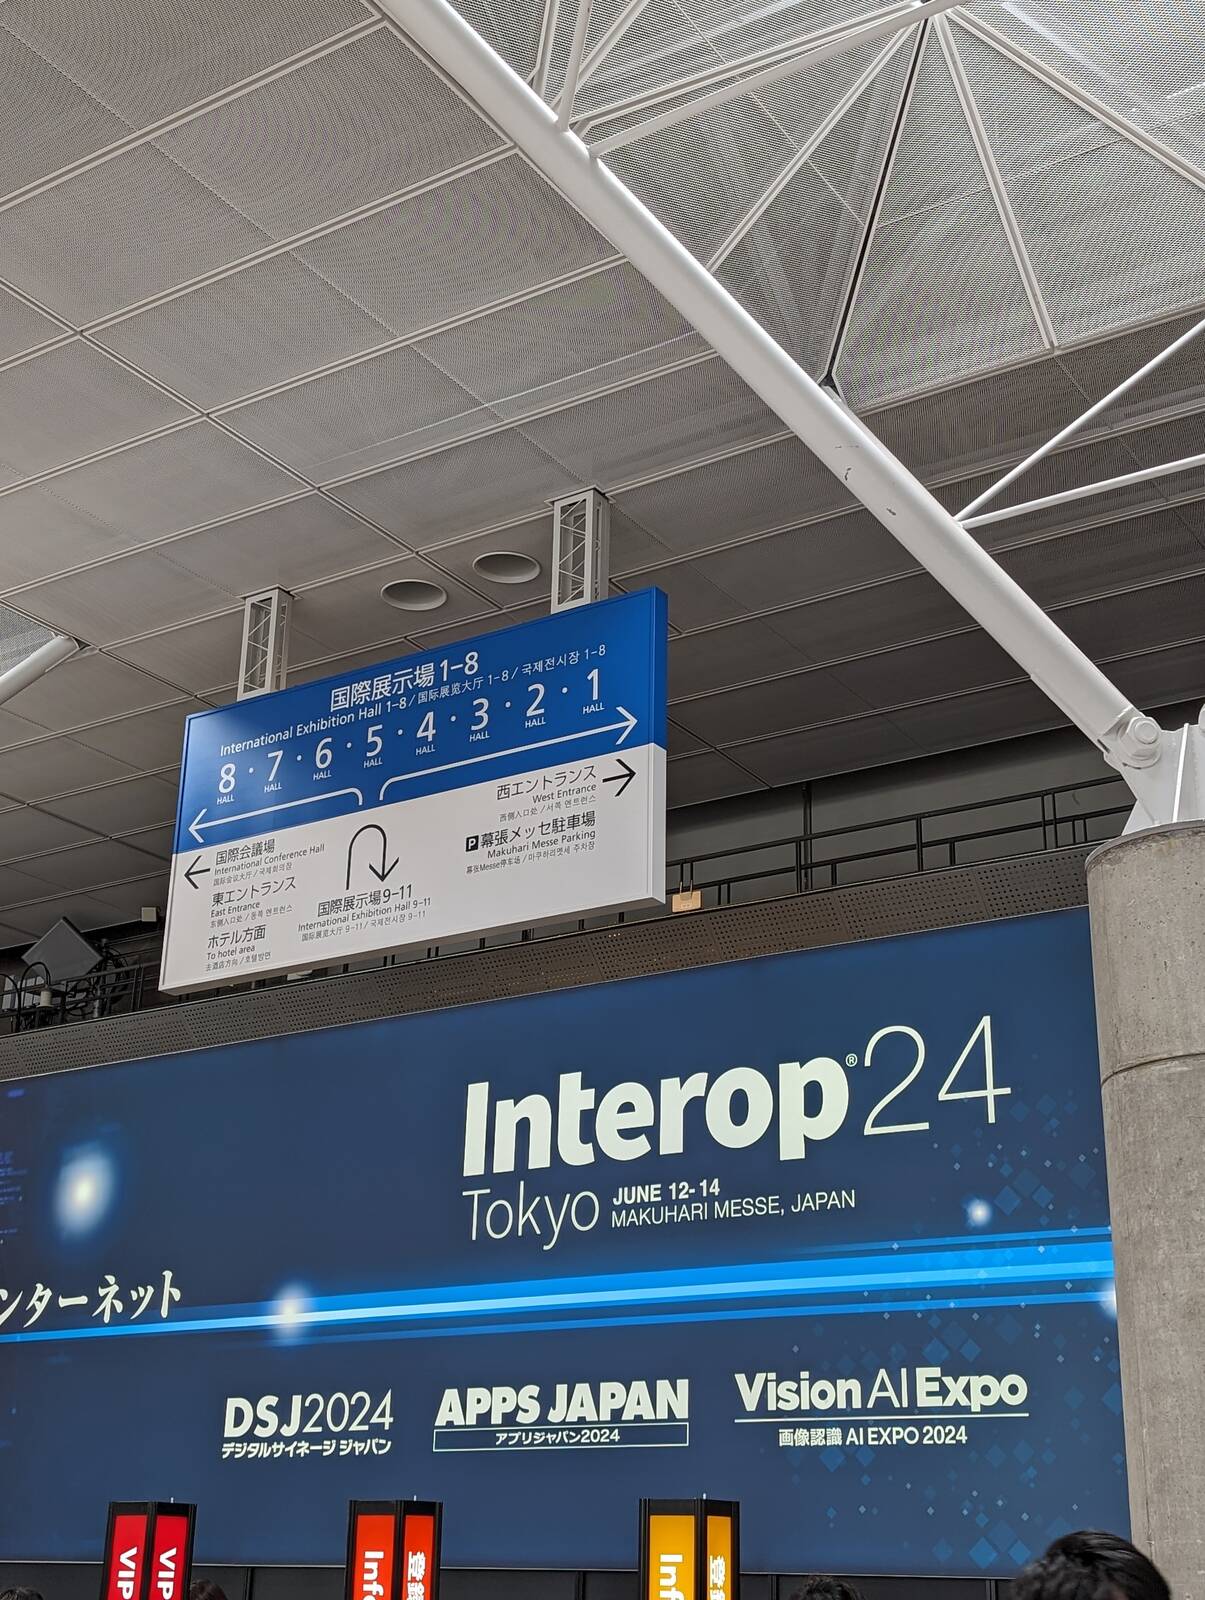 国際展示場1-8
International Exhibition Hall 1-8 / 国际展览大厅 1-8 / 국제전시장 1-8
8・7・6・5・4・3・2・1
HALL HALL HALL HALL HALL HALL HALL HALL
国際会議場
International Conference Hall
国际会议大厅 / 국제회의장
東エントランス
East Entrance
东侧入口处 / 동쪽 엔트런스
ホテル方面
To hotel area
去酒店方向 / 호텔방면
国際展示場9-11
International Exhibition Hall 9-11
国际展览大厅 9-11 / 국제전시장 9-11
西エントランス
West Entrance
西侧入口处 / 서쪽 엔트런스
P 幕張メッセ駐車場
Makuhari Messe Parking
幕张Messe停车场 / 마쿠하리멧세 주차장
Interop®24
Tokyo JUNE 12-14
MAKUHARI MESSE, JAPAN
ンターネット
DSJ2024
デジタルサイネージ ジャパン
APPS JAPAN
アプリジャパン2024
Vision AI Expo
画像認識 AI EXPO 2024
VIP VIP
Info 登録
In 登録